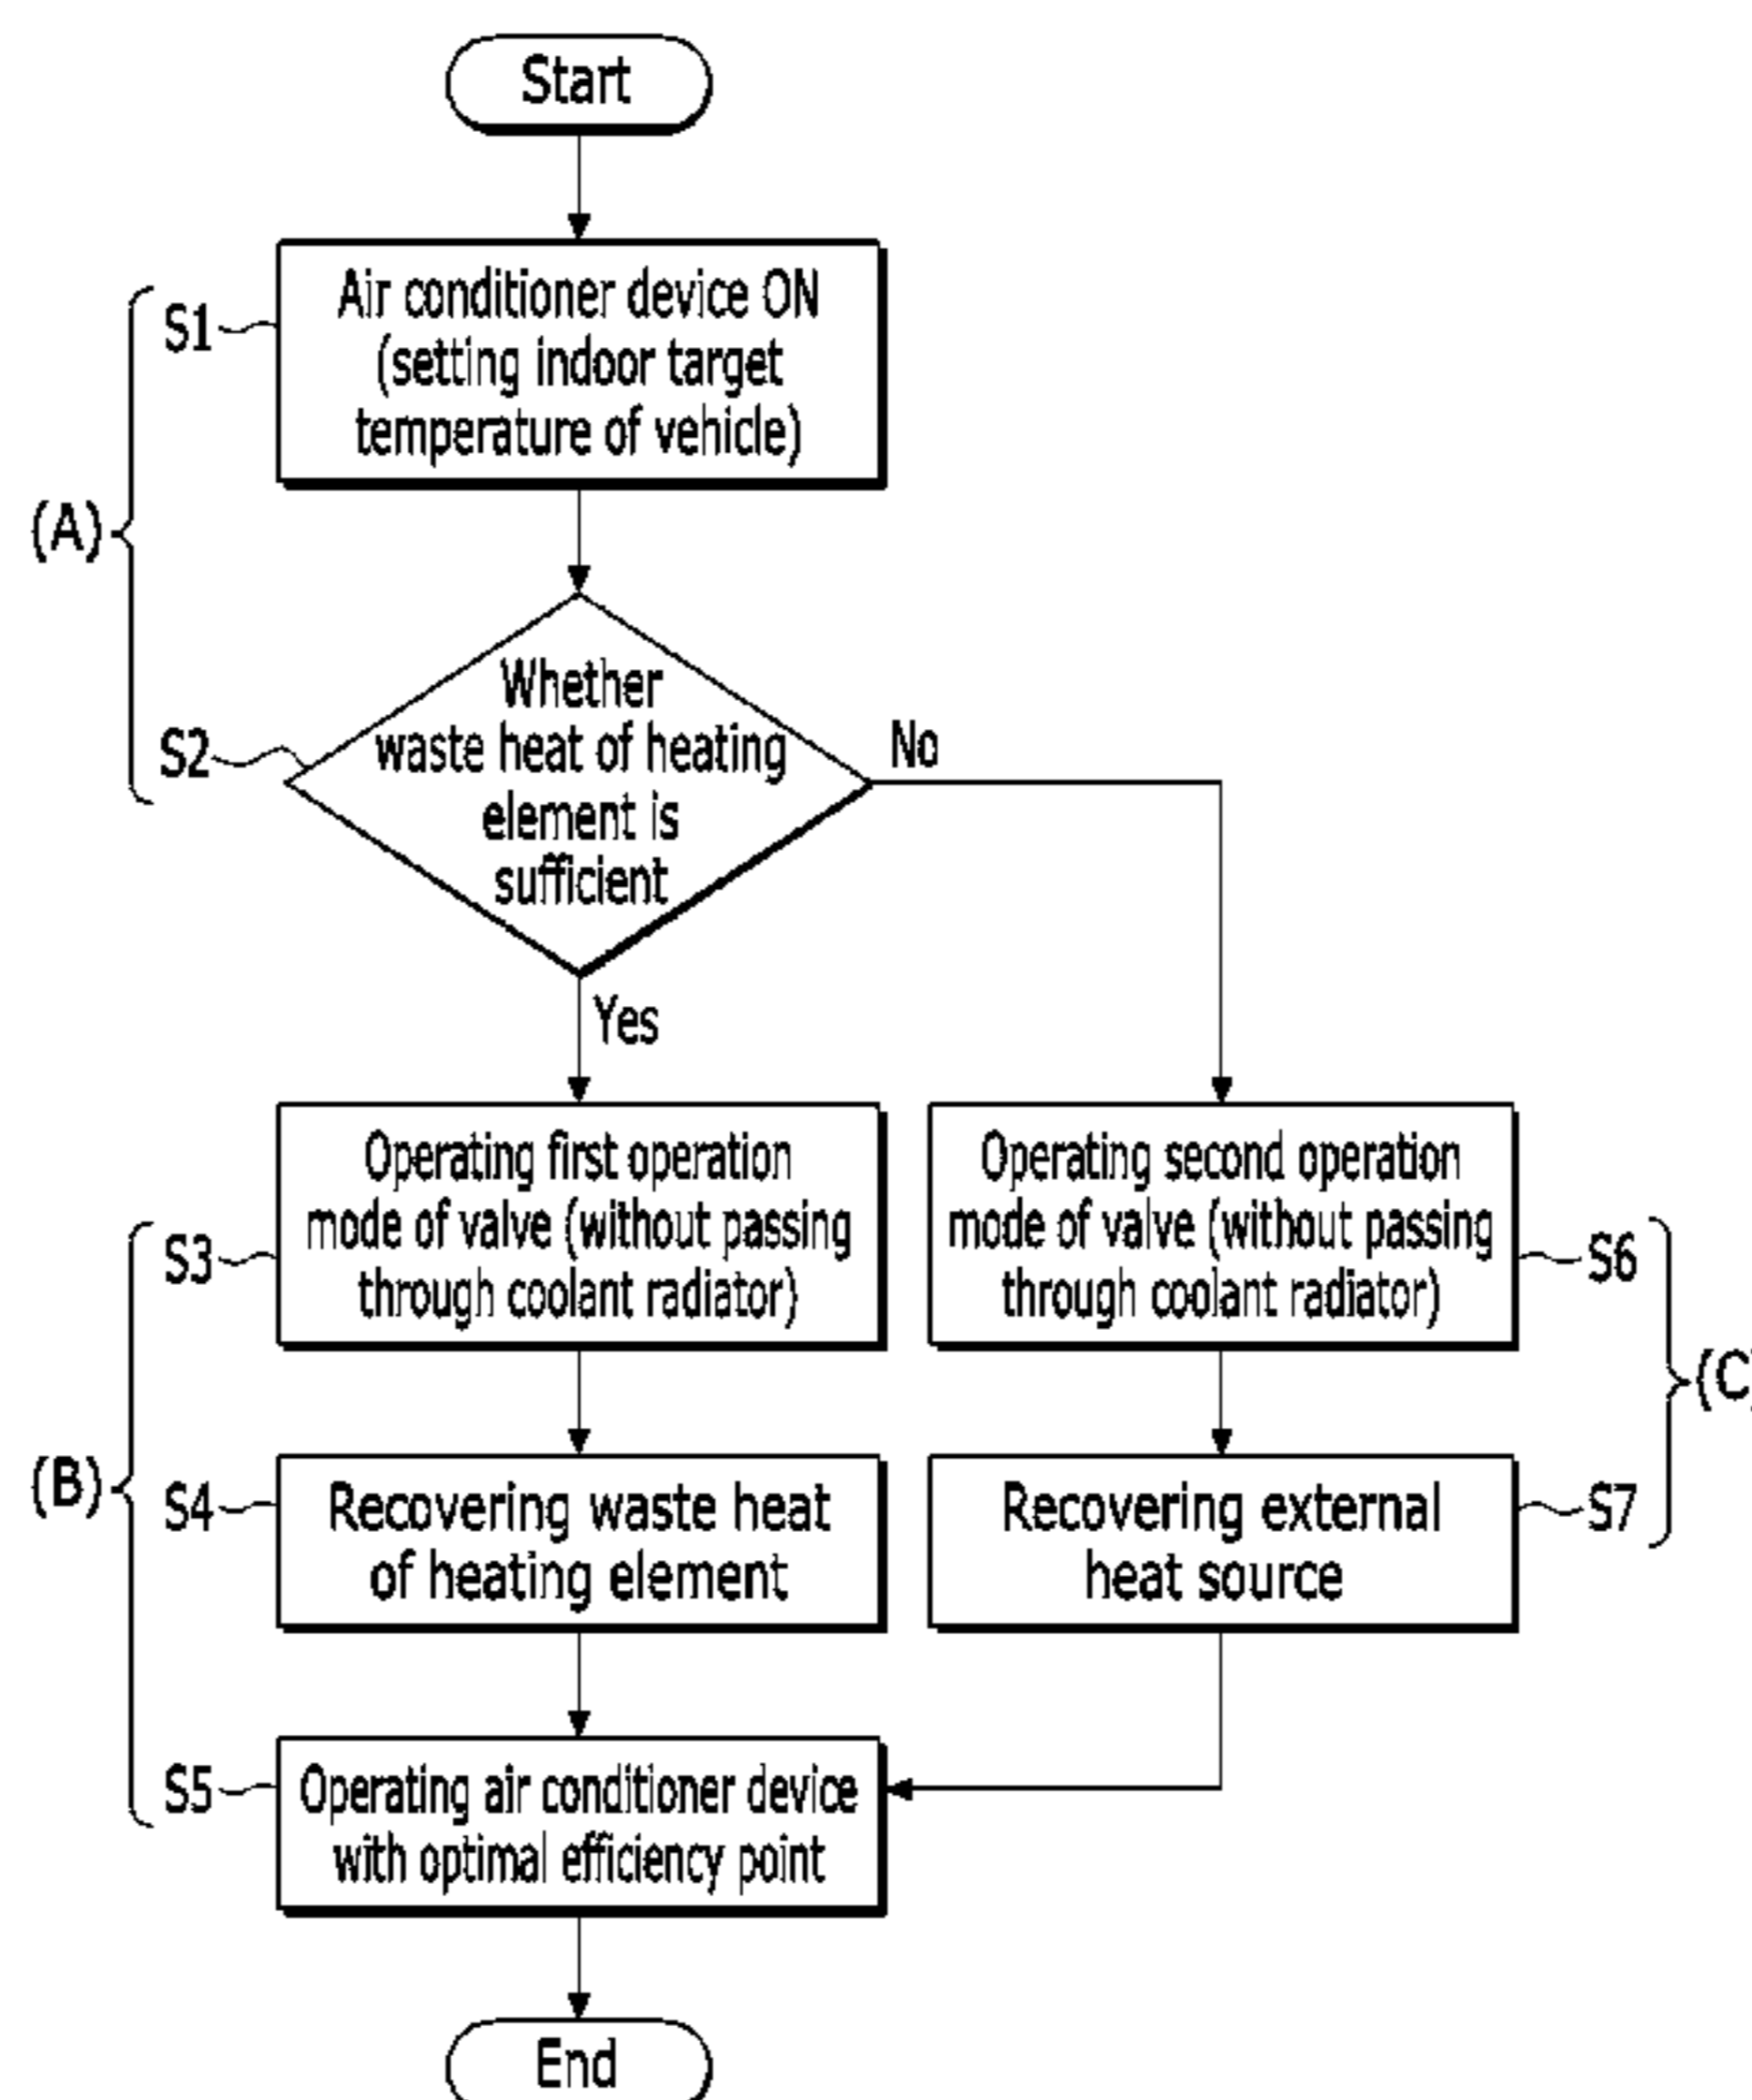 Start
Air conditioner device ON
(setting indoor target
temperature of vehicle)
S1
(A)
Whether
waste heat of heating
element is
sufficient
S2
No
Yes
Operating first operation
mode of valve (without passing
through coolant radiator)
S3
Operating second operation
mode of valve (without passing
through coolant radiator)
S6
(C)
(B)
Recovering waste heat
of heating element
S4
Recovering external
heat source
S7
Operating air conditioner device
with optimal efficiency point
S5
End